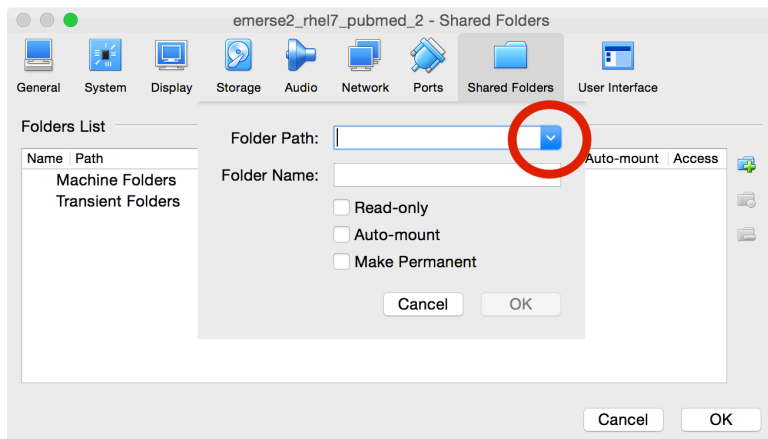 emerse2_rhel7_pubmed_2 - Shared Folders
General System Display Storage Audio Network Ports Shared Folders User Interface
Folders List
Name Path Auto-mount Access
Machine Folders
Transient Folders
Folder Path:
Folder Name:
Read-only
Auto-mount
Make Permanent
Cancel OK
Cancel OK